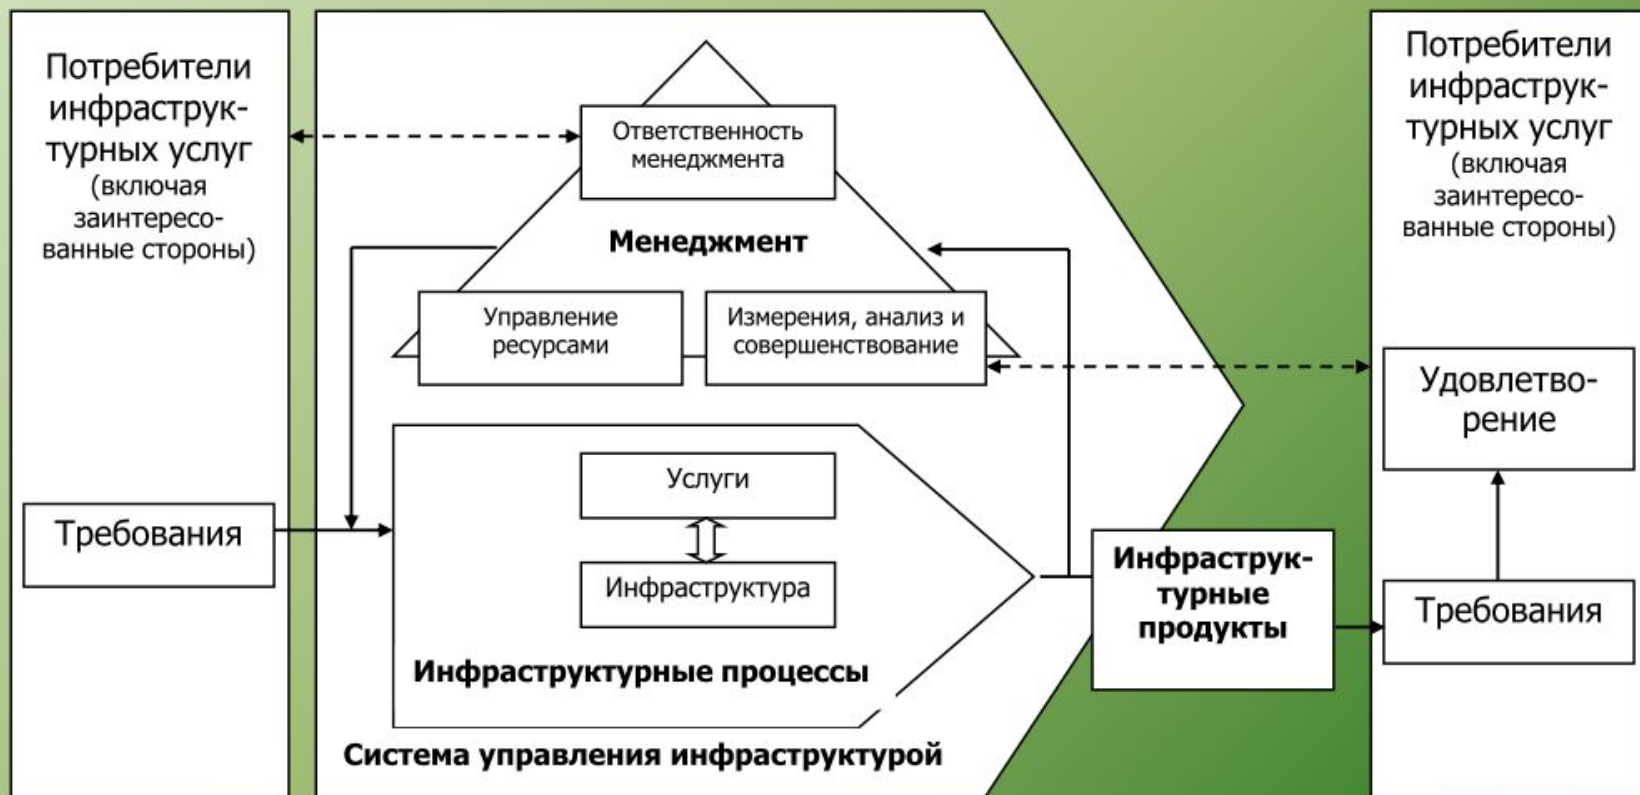 Потребители
инфраструк-
турных услуг
(включая
заинтересо-
ванные стороны)
Требования
Ответственность
менеджмента
Менеджмент
Управление
ресурсами
Измерения, анализ и
совершенствование
Услуги
Инфраструктура
Инфраструктурные процессы
Система управления инфраструктурой
Инфраструк-
турные
продукты
Потребители
инфраструк-
турных услуг
(включая
заинтересо-
ванные стороны)
Удовлетво-
рение
Требования